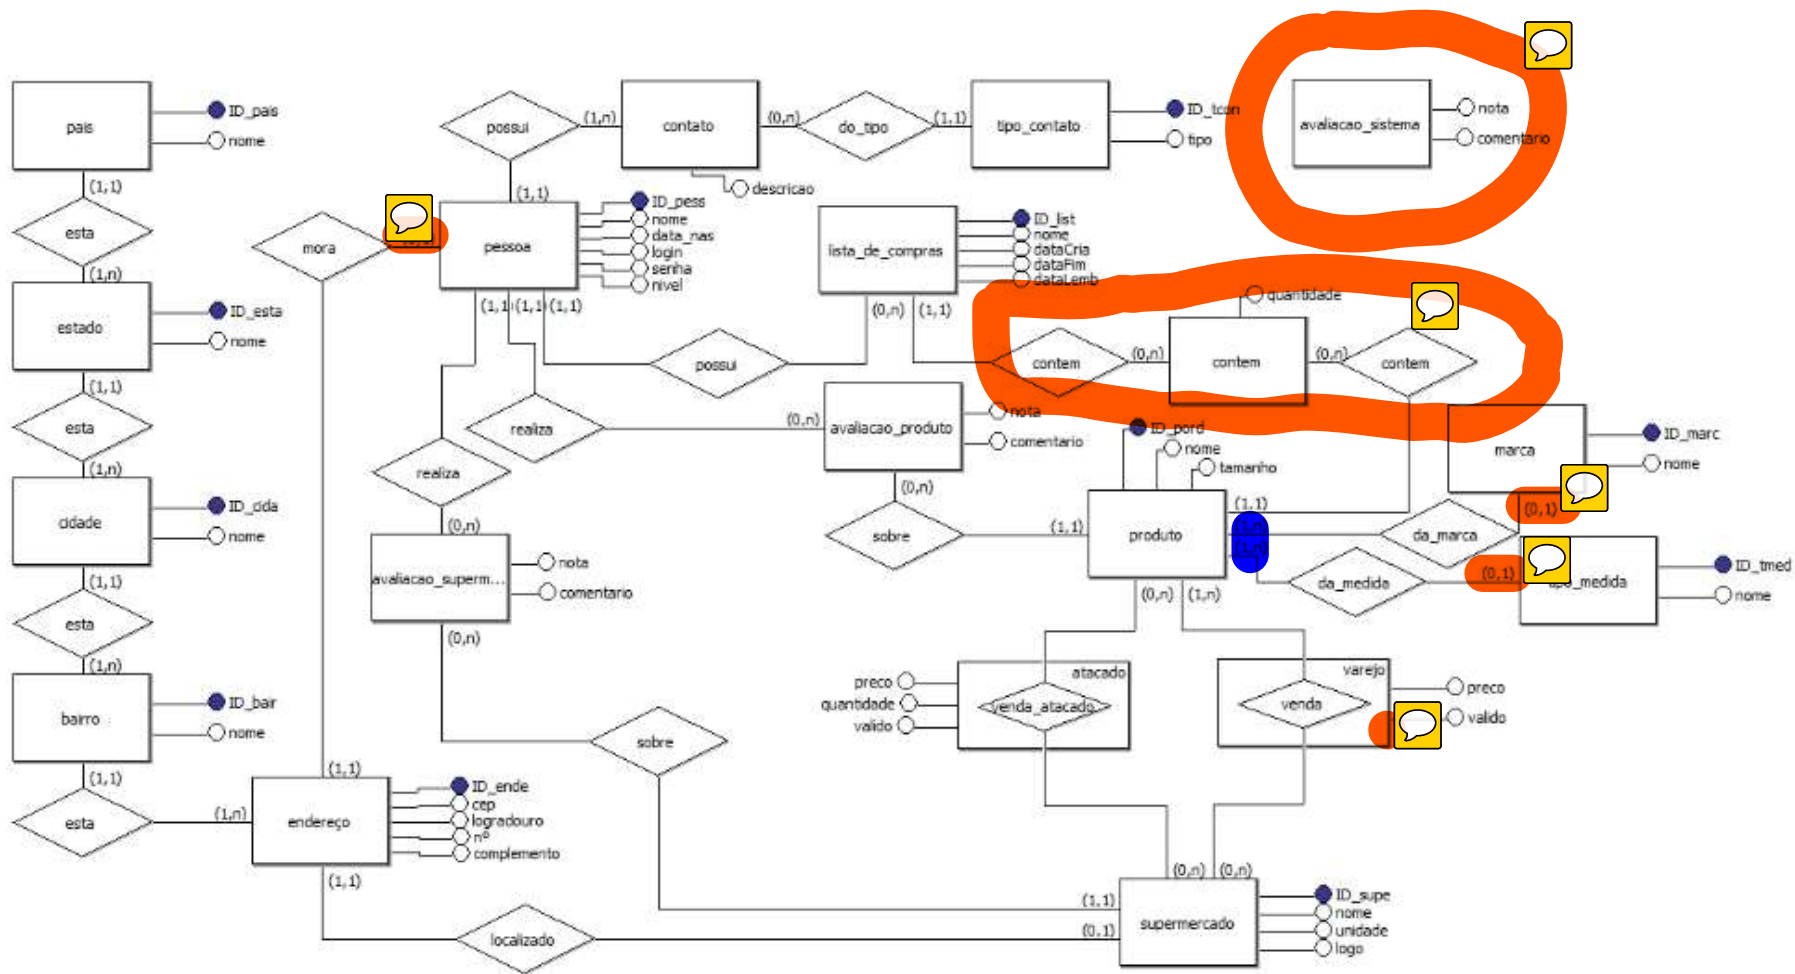 pais
ID_pais
nome
(1,1)
esta
(1,n)
estado
ID_esta
nome
(1,1)
esta
(1,n)
cidade
ID_cida
nome
(1,1)
esta
(1,n)
bairro
ID_bair
nome
(1,1)
esta
(1,n)
endereço
ID_ende
cep
logradouro
nº
complemento
(1,1)
(1,1)
mora
localizado
(0,1)
possui
(1,n)
(1,1)
contato
descricao
(0,n)
do_tipo
(1,1)
tipo_contato
ID_tcon
tipo
avaliacao_sistema
nota
comentario
pessoa
ID_pess
nome
data_nas
login
senha
nivel
(1,1)
(1,1)
(1,1)
lista_de_compras
ID_list
nome
dataCria
dataFim
dataLemb
(0,n)
(1,1)
possui
contem
(0,n)
contem
quantidade
(0,n)
contem
realiza
(0,n)
avaliacao_produto
nota
comentario
(0,n)
sobre
(1,1)
realiza
(0,n)
avaliacao_superm...
nota
comentario
(0,n)
sobre
(1,1)
produto
ID_pord
nome
tamanho
(1,1)
(1,n)
(1,n)
marca
ID_marc
nome
(0,1)
da_marca
da_medida
(0,1)
_medida
ID_tmed
nome
(0,n)
(1,n)
atacado
venda_atacado
preco
quantidade
valido
varejo
venda
preco
valido
(0,n)
(0,n)
supermercado
ID_supe
nome
unidade
logo